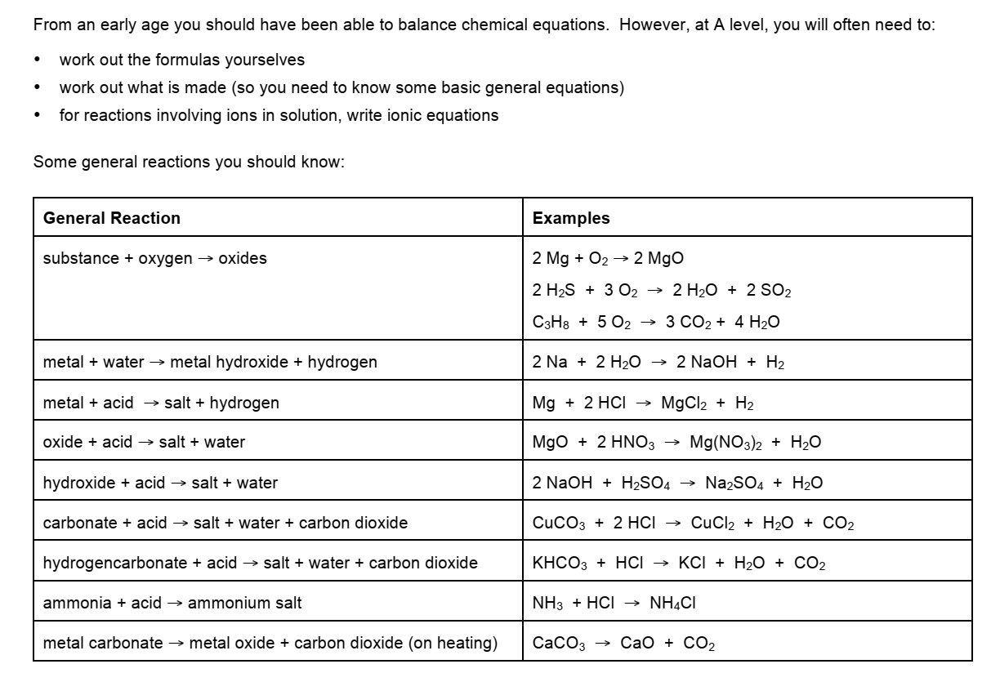 From an early age you should have been able to balance chemical equations.  However, at A level, you will often need to:
• work out the formulas yourselves
• work out what is made (so you need to know some basic general equations)
• for reactions involving ions in solution, write ionic equations
Some general reactions you should know:
General Reaction	Examples
substance + oxygen → oxides	2 Mg + O₂ → 2 MgO
2 H₂S + 3 O₂ → 2 H₂O + 2 SO₂
C₃H₈ + 5 O₂ → 3 CO₂ + 4 H₂O
metal + water → metal hydroxide + hydrogen	2 Na + 2 H₂O → 2 NaOH + H₂
metal + acid → salt + hydrogen	Mg + 2 HCl → MgCl₂ + H₂
oxide + acid → salt + water	MgO + 2 HNO₃ → Mg(NO₃)₂ + H₂O
hydroxide + acid → salt + water	2 NaOH + H₂SO₄ → Na₂SO₄ + H₂O
carbonate + acid → salt + water + carbon dioxide	CuCO₃ + 2 HCl → CuCl₂ + H₂O + CO₂
hydrogencarbonate + acid → salt + water + carbon dioxide	KHCO₃ + HCl → KCl + H₂O + CO₂
ammonia + acid → ammonium salt	NH₃ + HCl → NH₄Cl
metal carbonate → metal oxide + carbon dioxide (on heating)	CaCO₃ → CaO + CO₂